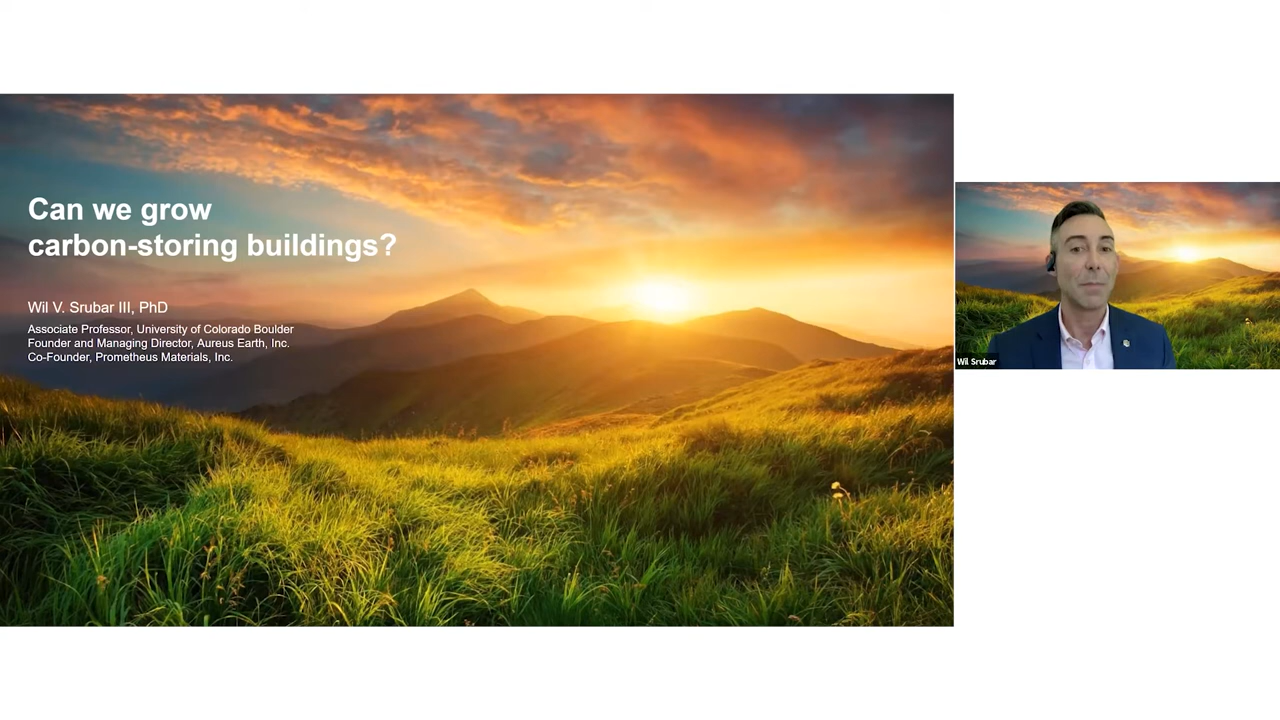 Can we grow
carbon-storing buildings?
Wil V. Srubar III, PhD
Associate Professor, University of Colorado Boulder
Founder and Managing Director, Aureus Earth, Inc.
Co-Founder, Prometheus Materials, Inc.
Wil Srubar